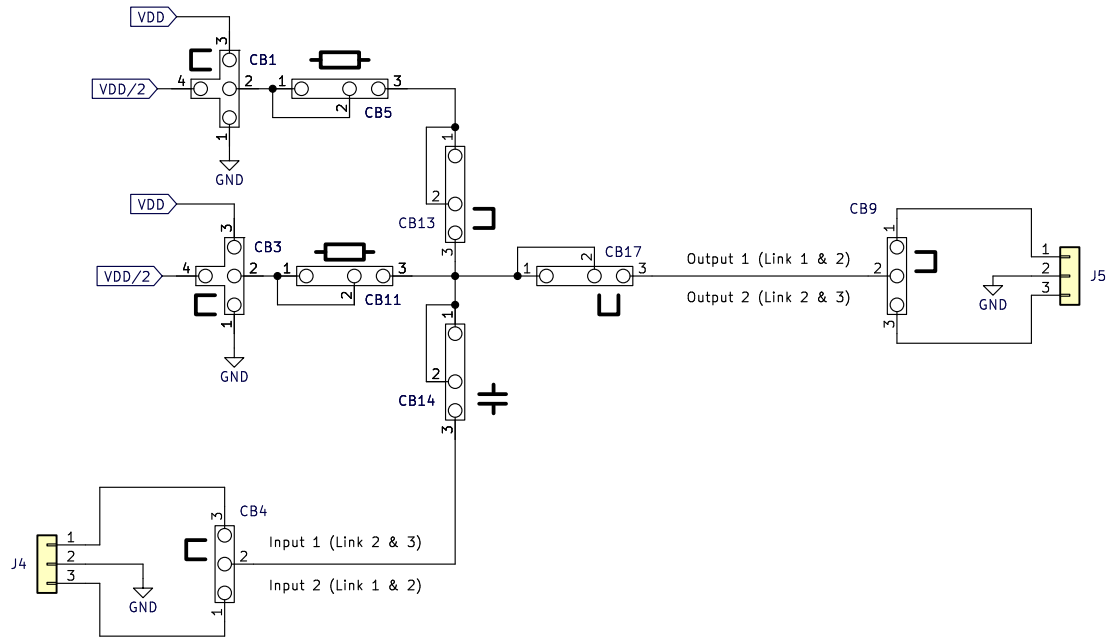 VDD
3
CB1
VDD/2
4
2
1
3
2
CB5
1
GND
1
2
CB13
3
VDD
3
CB3
VDD/2
4
2
1
3
2
CB11
1
GND
CB17
2
1
3
Output 1 (Link 1 & 2)
Output 2 (Link 2 & 3)
CB9
1
2
3
1
2
3
GND
J5
1
2
CB14
3
CB4
3
2
1
Input 1 (Link 2 & 3)
Input 2 (Link 1 & 2)
J4
1
2
3
GND